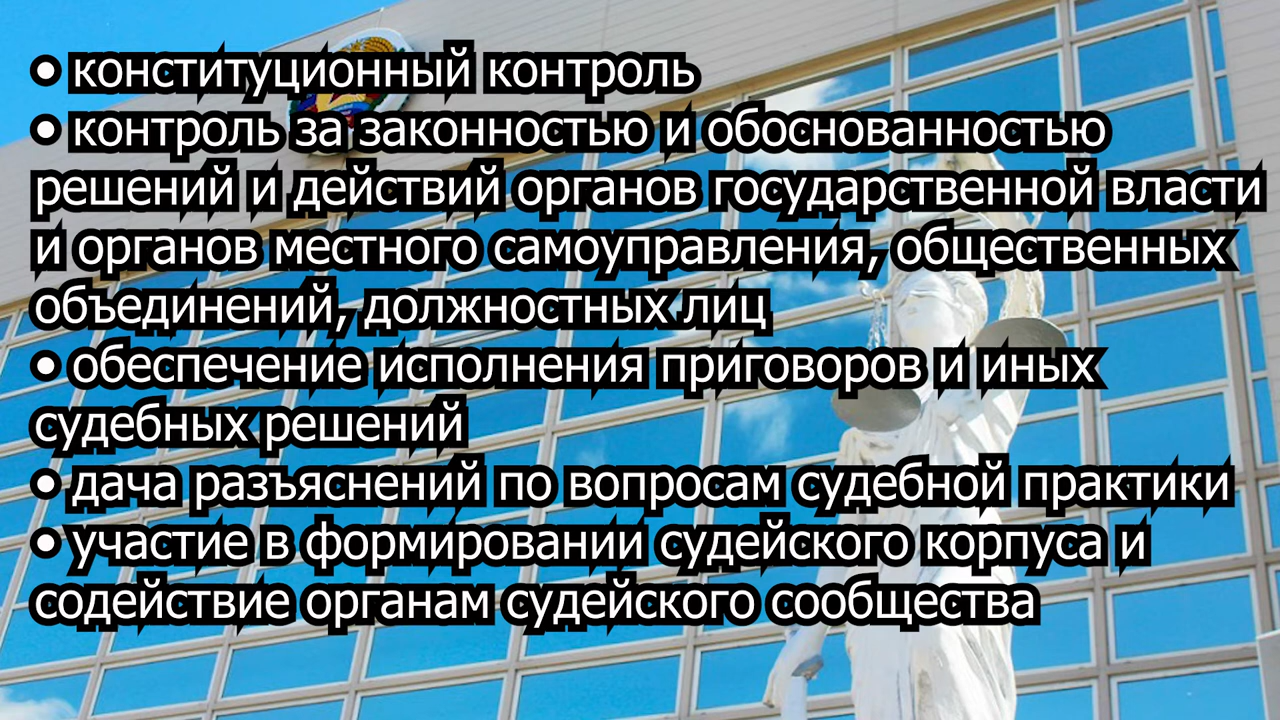 • конституционный контроль
• контроль за законностью и обоснованностью
решений и действий органов государственной власти
и органов местного самоуправления, общественных
объединений, должностных лиц
• обеспечение исполнения приговоров и иных
судебных решений
• дача разъяснений по вопросам судебной практики
• участие в формировании судейского корпуса и
содействие органам судейского сообщества